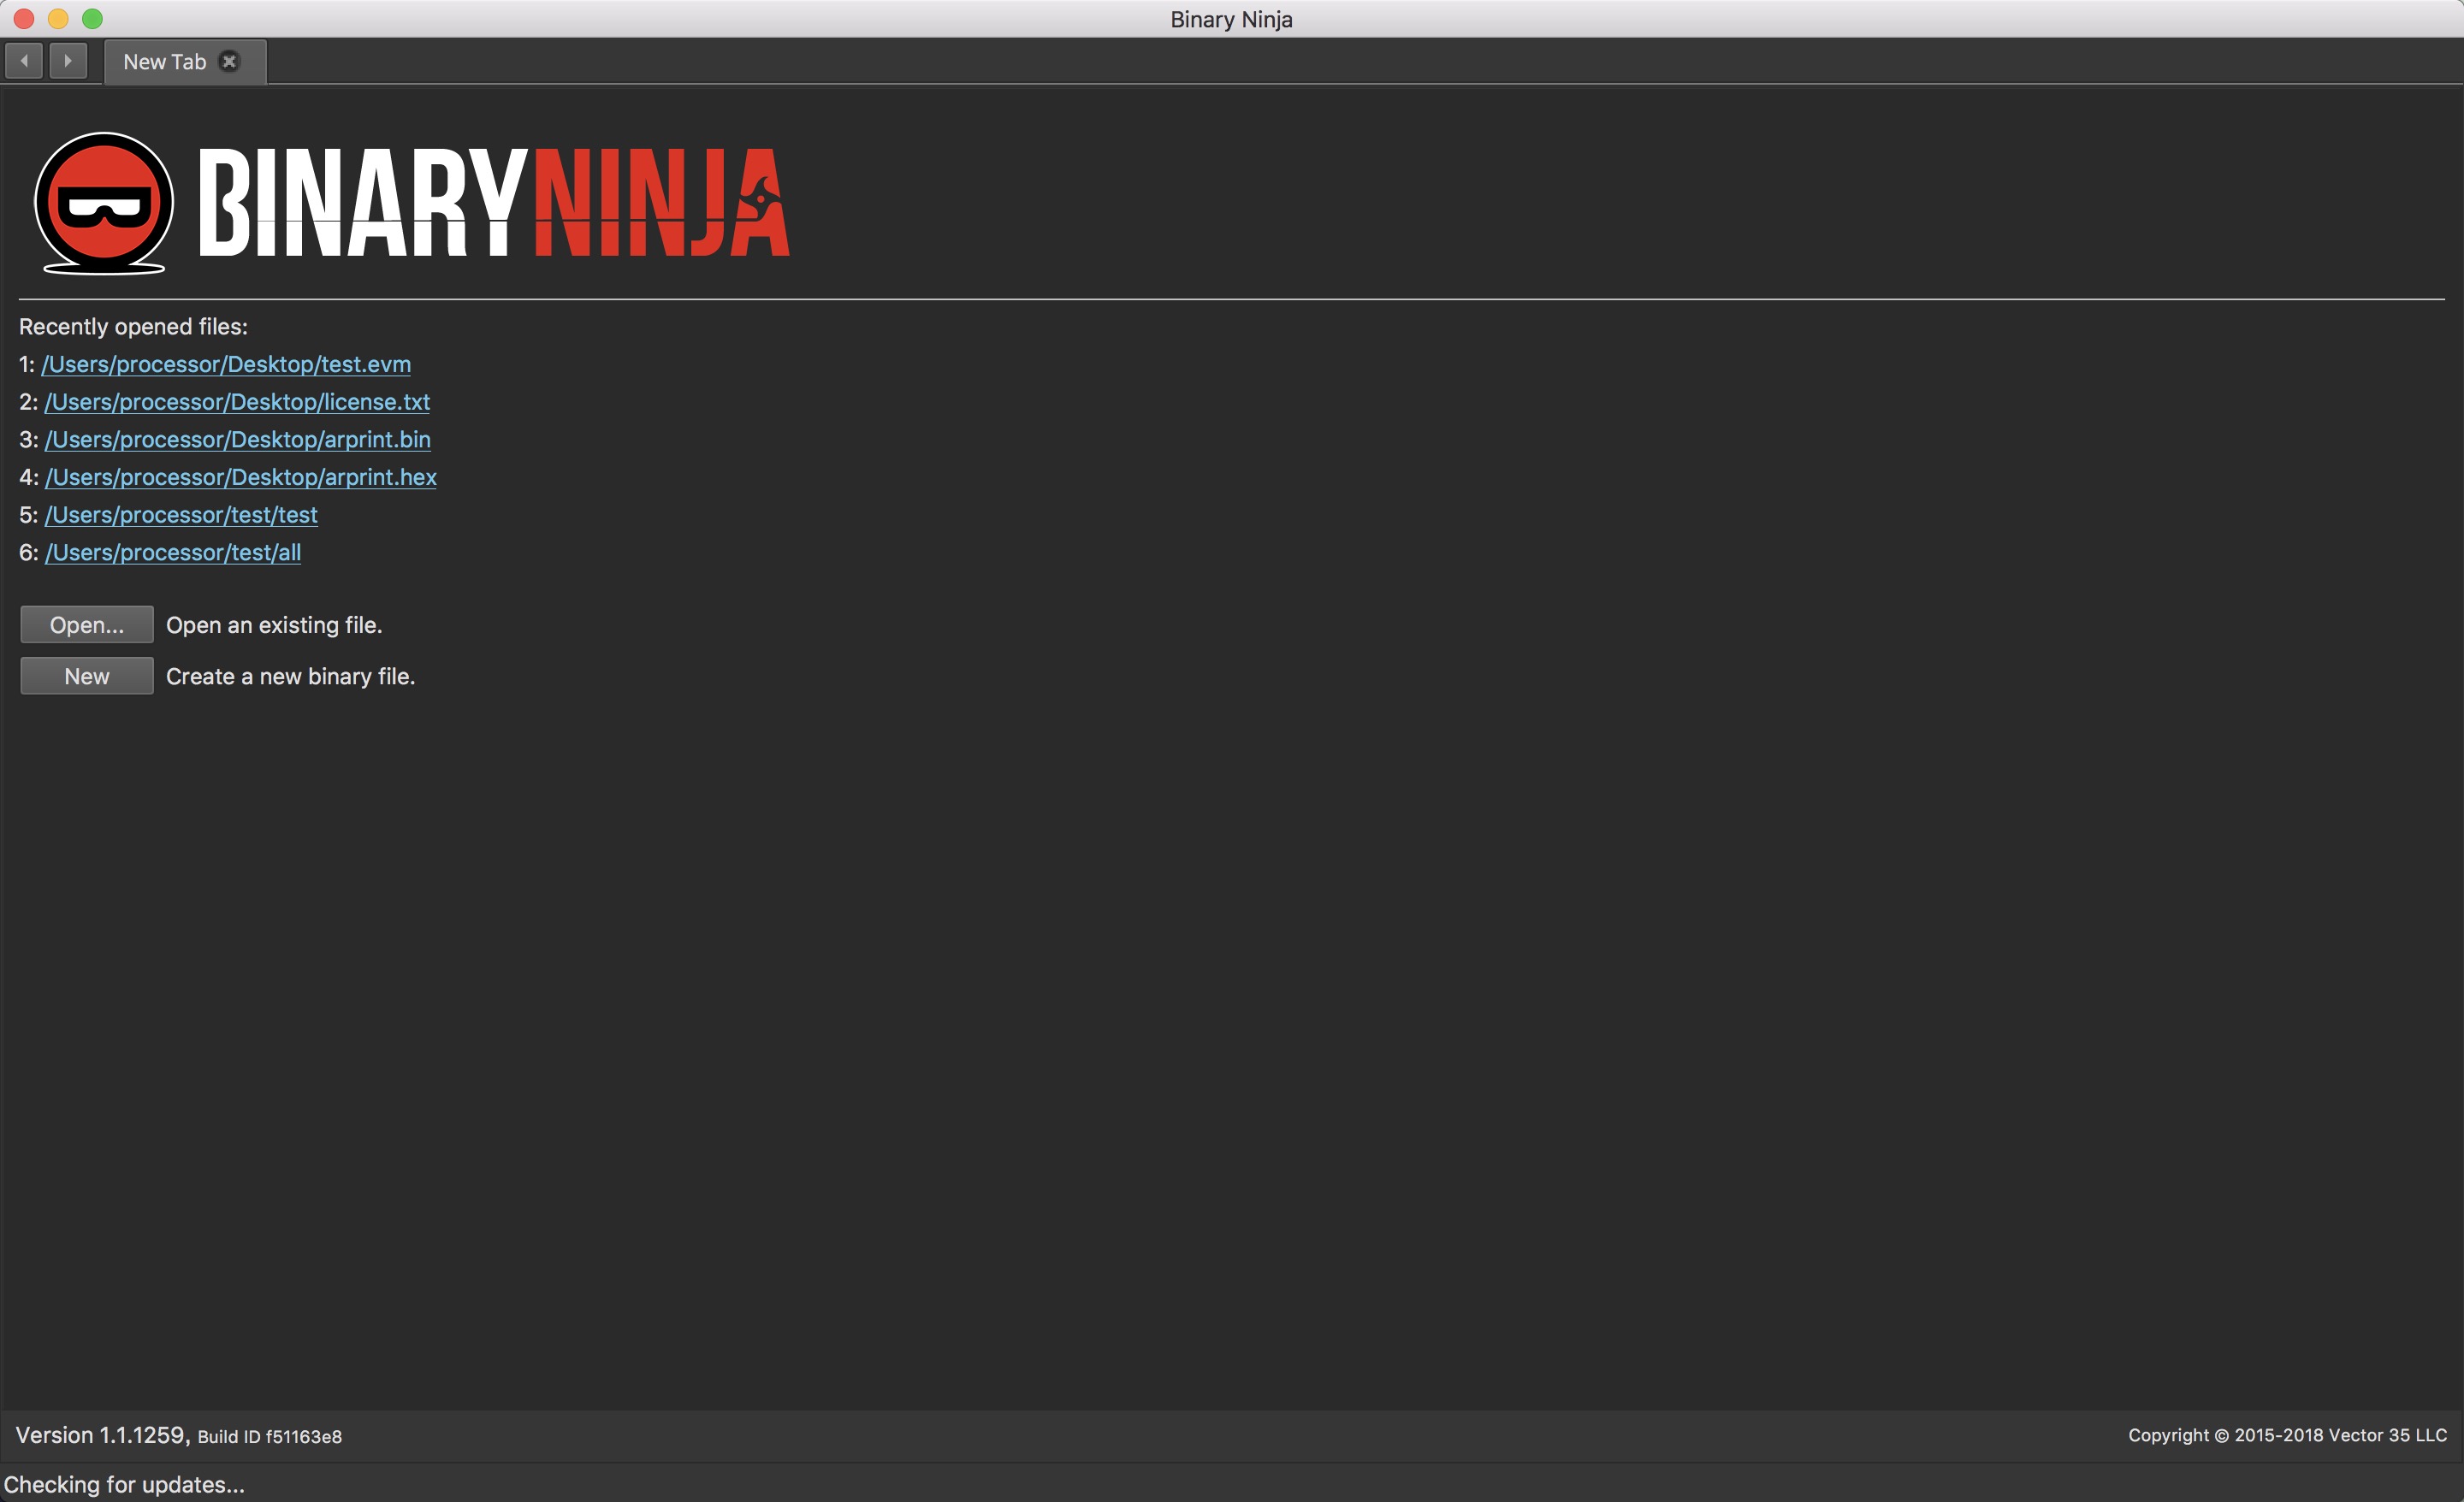 Binary Ninja
New Tab
BINARYNINJA
Recently opened files:
1: /Users/processor/Desktop/test.evm
2: /Users/processor/Desktop/license.txt
3: /Users/processor/Desktop/arprint.bin
4: /Users/processor/Desktop/arprint.hex
5: /Users/processor/test/test
6: /Users/processor/test/all
Open... Open an existing file.
New Create a new binary file.
Version 1.1.1259, Build ID f51163e8
Copyright © 2015-2018 Vector 35 LLC
Checking for updates...